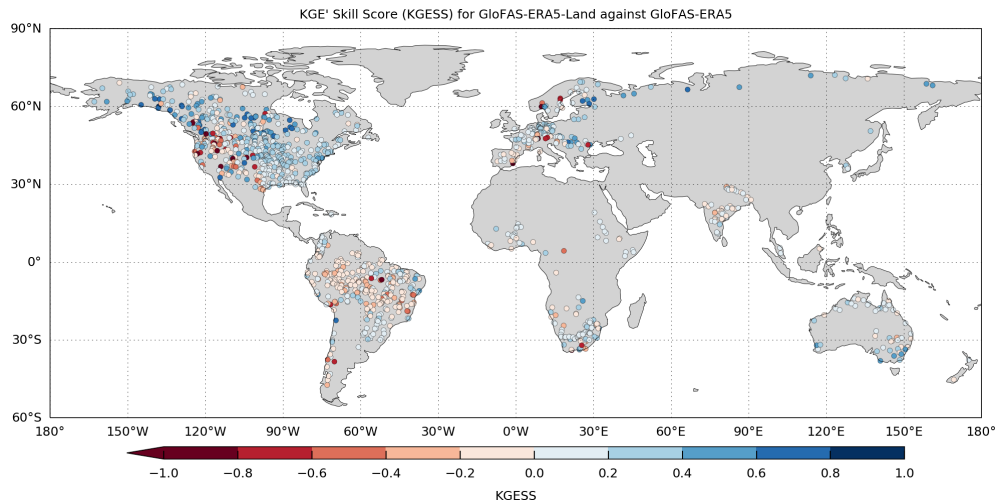 KGE' Skill Score (KGESS) for GloFAS-ERA5-Land against GloFAS-ERA5
90°N
60°N
30°N
0°
30°S
60°S
180° 150°W 120°W 90°W 60°W 30°W 0°W 30°E 60°E 90°E 120°E 150°E 180°
−1.0 −0.8 −0.6 −0.4 −0.2 0.0 0.2 0.4 0.6 0.8 1.0
KGESS